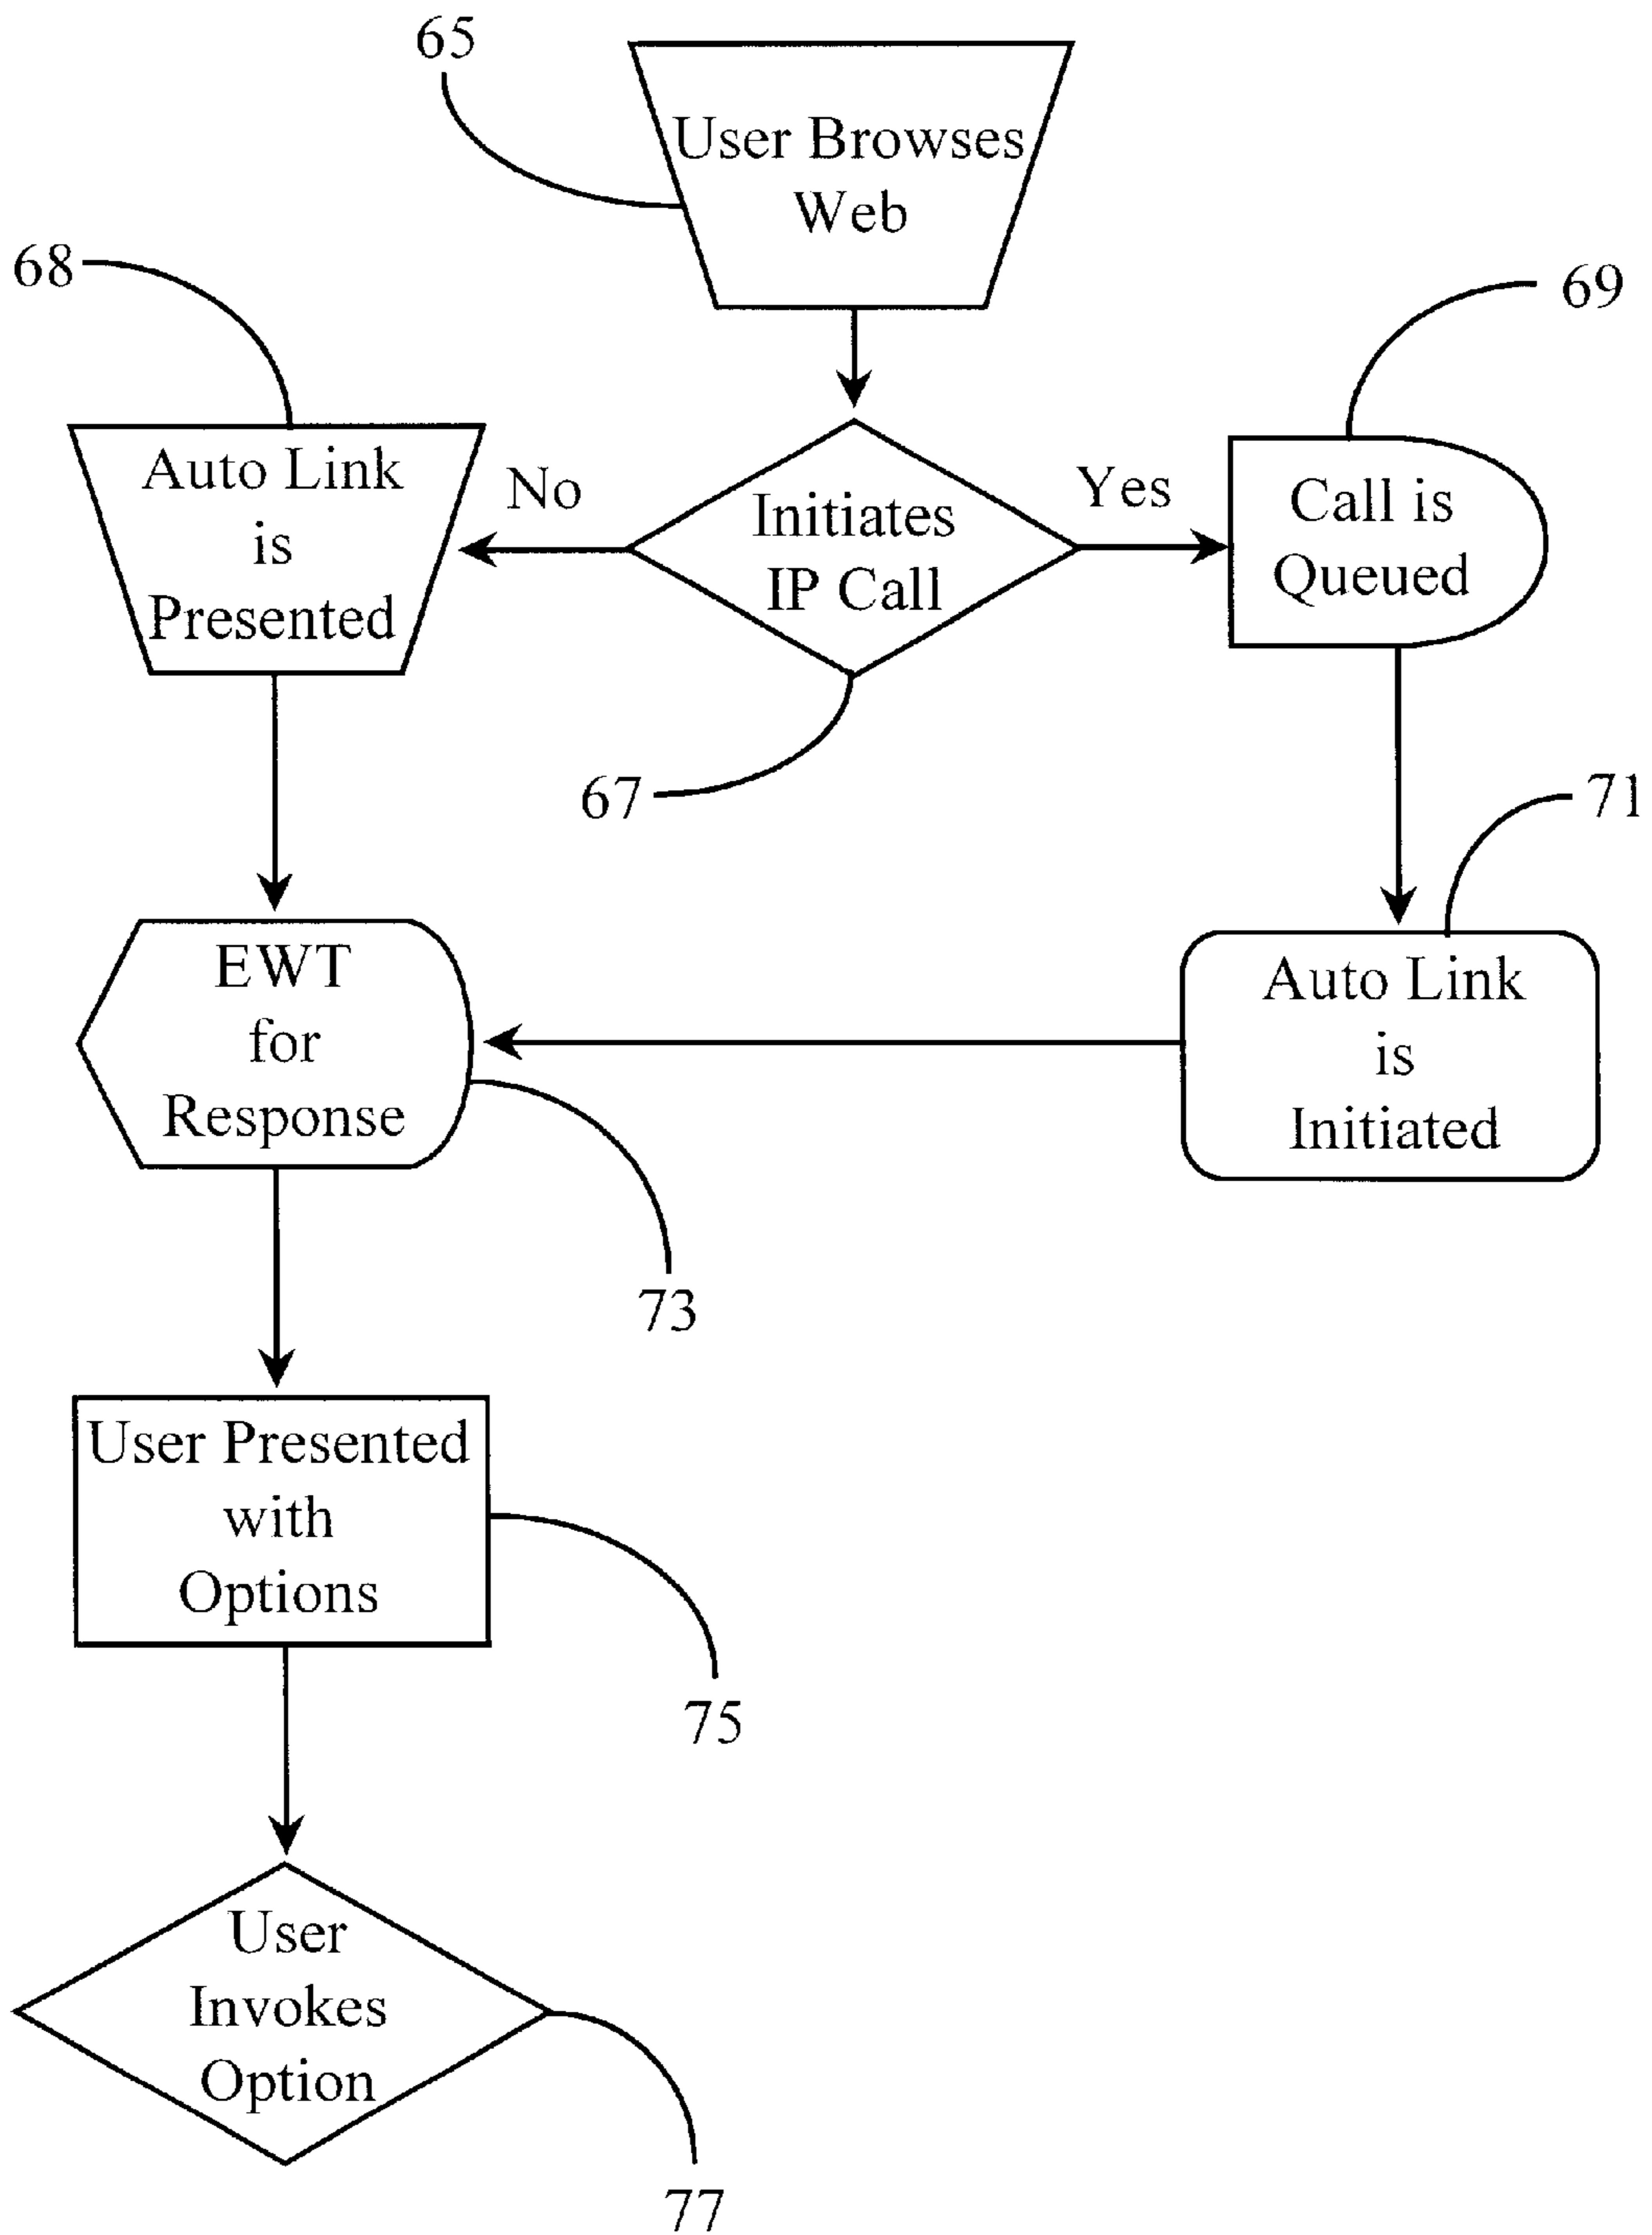 65
User Browses
Web
68
69
Auto Link
is
Presented
No
Initiates
IP Call
Yes
Call is
Queued
67
71
EWT
for
Response
Auto Link
is
Initiated
73
User Presented
with
Options
75
User
Invokes
Option
77